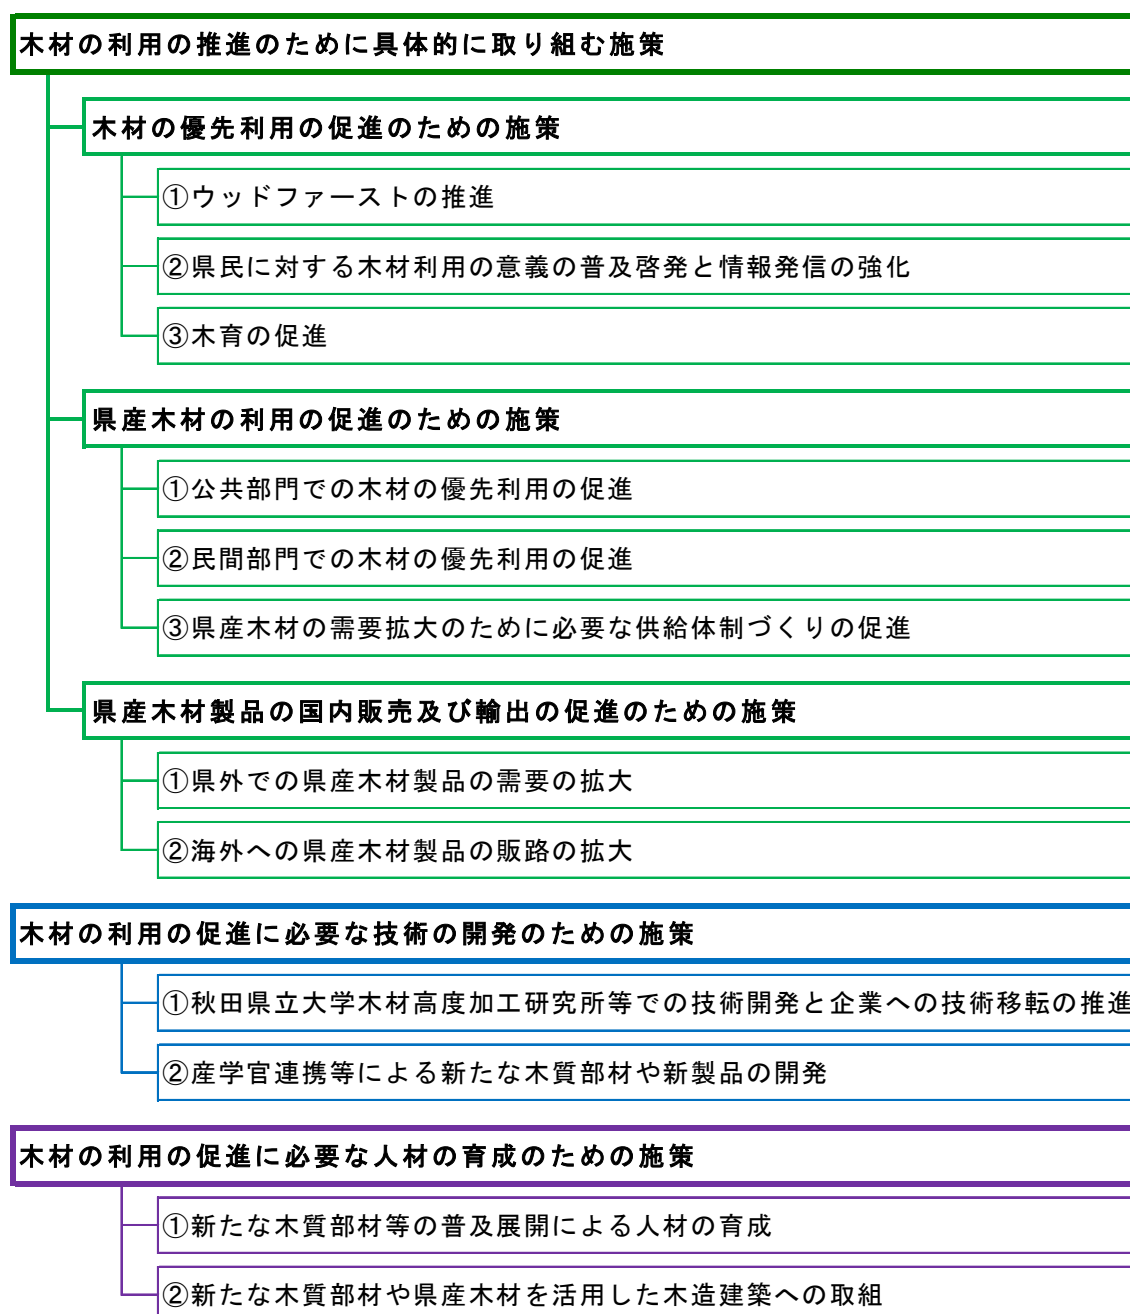 木材の利用の推進のために具体的に取り組む施策
木材の優先利用の促進のための施策
①ウッドファーストの推進
②県民に対する木材利用の意義の普及啓発と情報発信の強化
③木育の促進
県産木材の利用の促進のための施策
①公共部門での木材の優先利用の促進
②民間部門での木材の優先利用の促進
③県産木材の需要拡大のために必要な供給体制づくりの促進
県産木材製品の国内販売及び輸出の促進のための施策
①県外での県産木材製品の需要の拡大
②海外への県産木材製品の販路の拡大
木材の利用の促進に必要な技術の開発のための施策
①秋田県立大学木材高度加工研究所等での技術開発と企業への技術移転の推進
②産学官連携等による新たな木質部材や新製品の開発
木材の利用の促進に必要な人材の育成のための施策
①新たな木質部材等の普及展開による人材の育成
②新たな木質部材や県産木材を活用した木造建築への取組